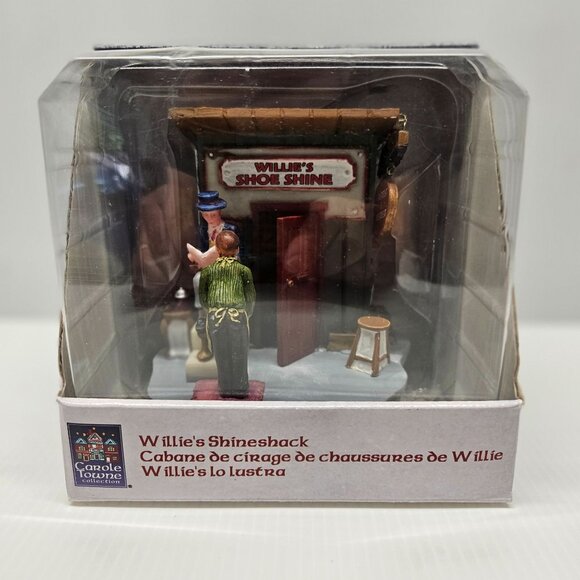 WILLIE'S
SHOE SHINE
Carole
Towne
collection
Willie's Shineshack
Cabane de cirage de chaussures de Willie
Willie's lo lustra